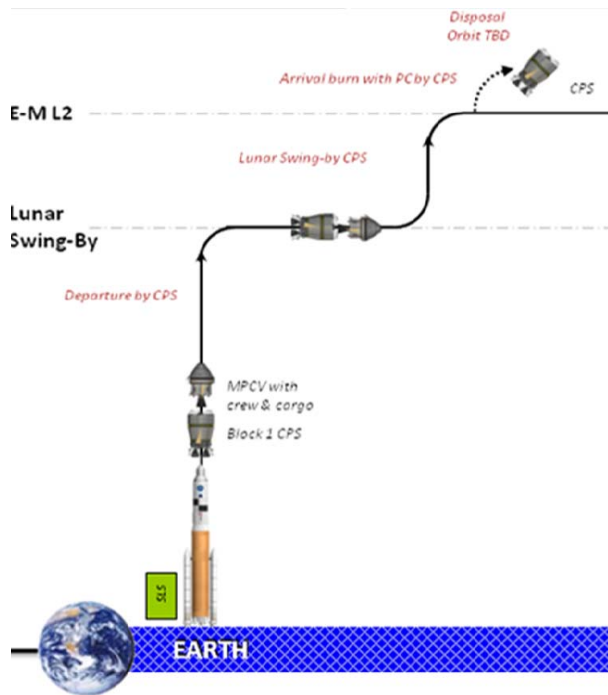 Disposal
Orbit TBD
Arrival burn with PC by CPS
CPS
E-M L2
Lunar Swing-by CPS
Lunar
Swing-By
Departure by CPS
MPCV with
crew & cargo
Block 1 CPS
SLS
EARTH